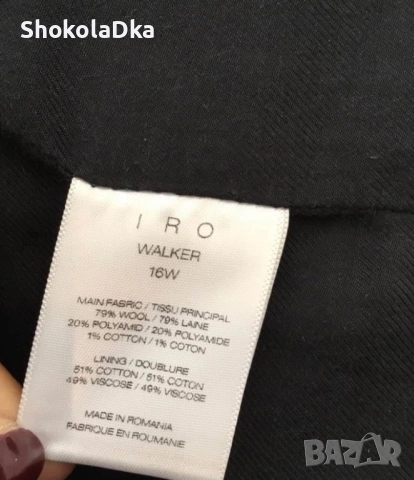 ShokolaDka
I R O
WALKER
16W
MAIN FABRIC / TISSU PRINCIPAL
79% WOOL / 79% LAINE
20% POLYAMID / 20% POLYAMIDE
1% COTTON / 1% COTON
LINING / DOUBLURE
51% COTTON / 51% COTON
49% VISCOSE / 49% VISCOSE
MADE IN ROMANIA
FABRIQUE EN ROUMANIE
BAZAR